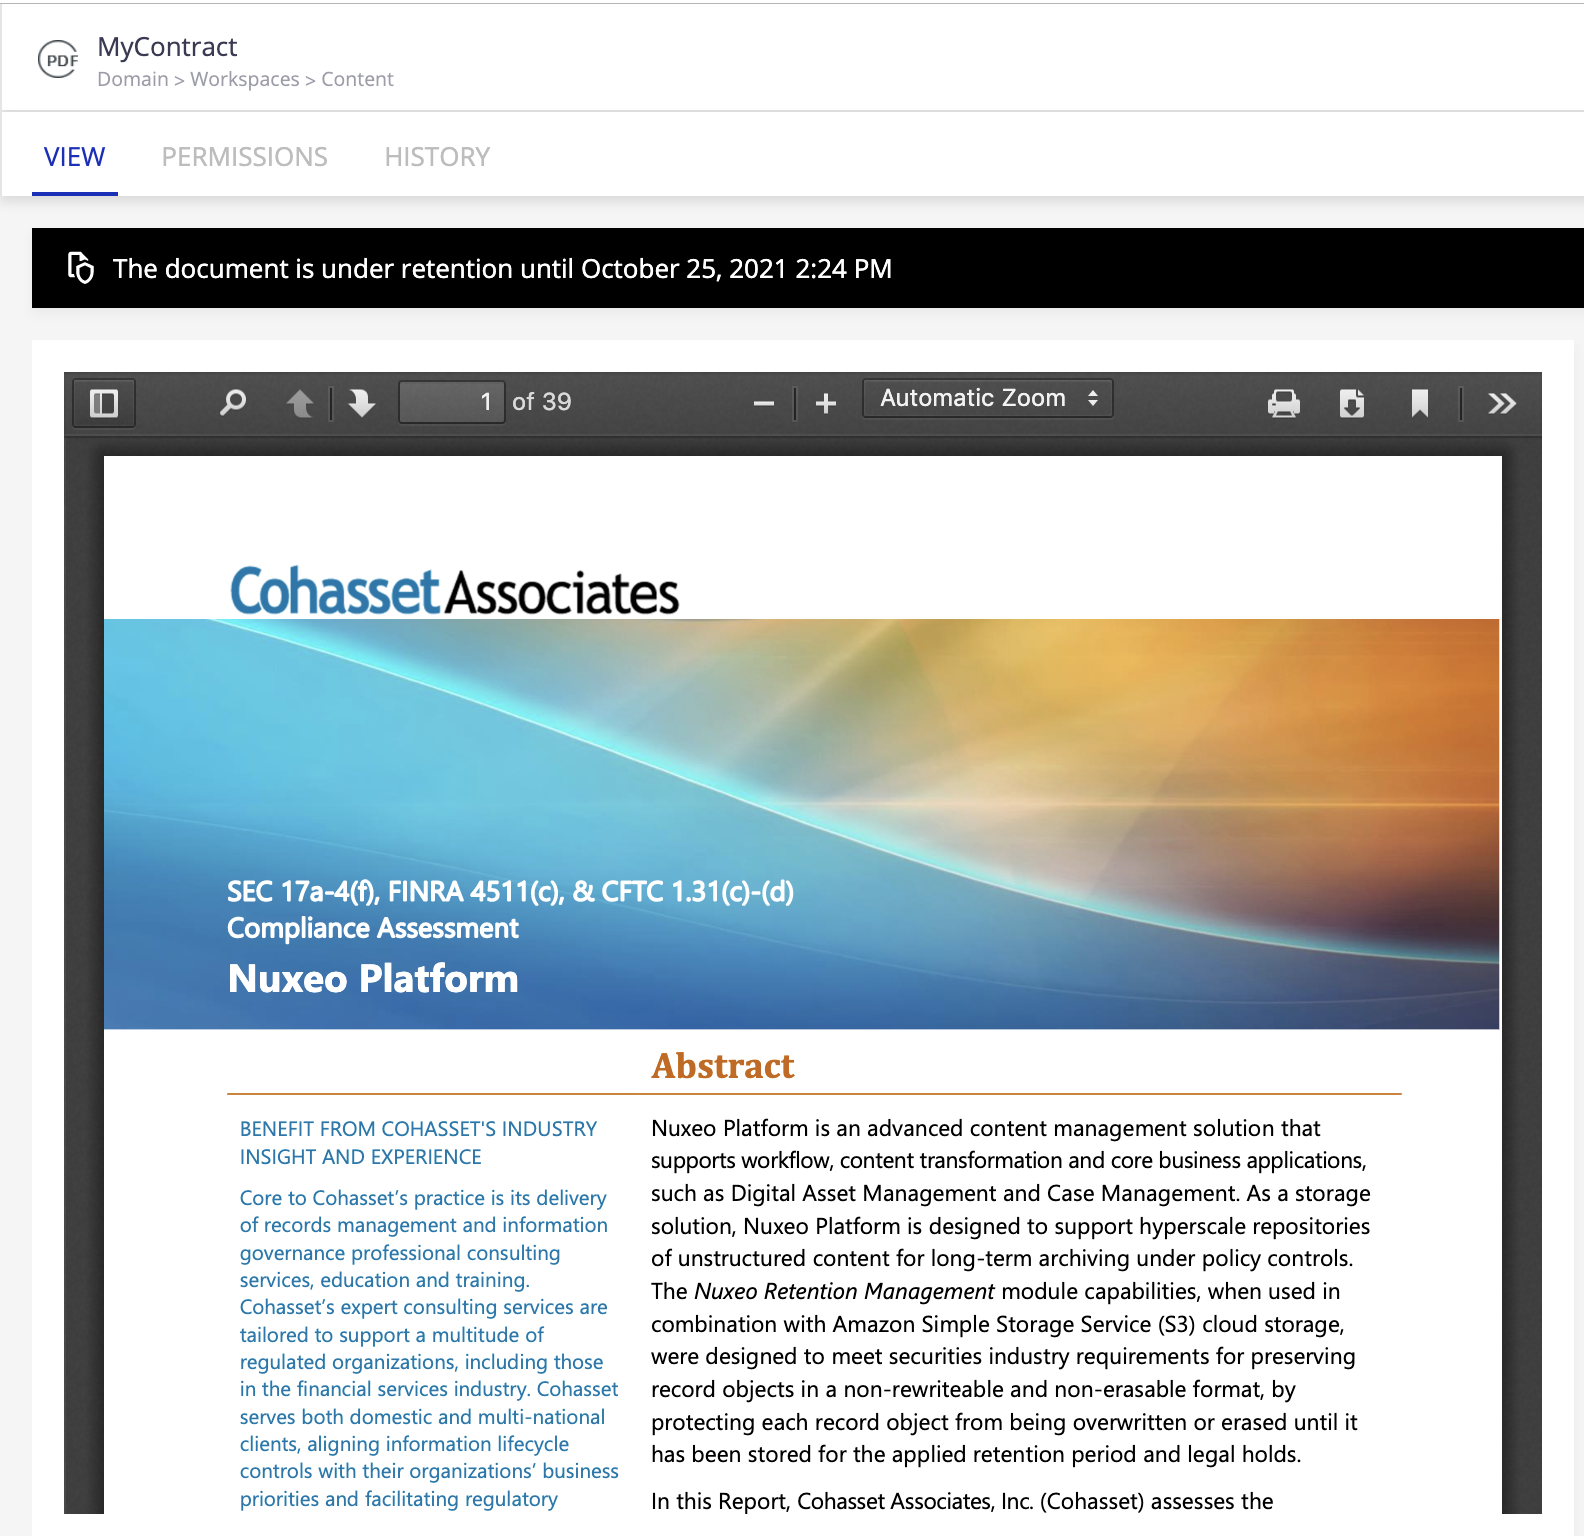 PDF
MyContract
Domain > Workspaces > Content
VIEW PERMISSIONS HISTORY
The document is under retention until October 25, 2021 2:24 PM
1 of 39
Automatic Zoom
Cohasset Associates
SEC 17a-4(f), FINRA 4511(c), & CFTC 1.31(c)-(d)
Compliance Assessment
Nuxeo Platform
Abstract
BENEFIT FROM COHASSET'S INDUSTRY
INSIGHT AND EXPERIENCE
Core to Cohasset’s practice is its delivery
of records management and information
governance professional consulting
services, education and training.
Cohasset’s expert consulting services are
tailored to support a multitude of
regulated organizations, including those
in the financial services industry. Cohasset
serves both domestic and multi-national
clients, aligning information lifecycle
controls with their organizations’ business
priorities and facilitating regulatory
Nuxeo Platform is an advanced content management solution that
supports workflow, content transformation and core business applications,
such as Digital Asset Management and Case Management. As a storage
solution, Nuxeo Platform is designed to support hyperscale repositories
of unstructured content for long-term archiving under policy controls.
The Nuxeo Retention Management module capabilities, when used in
combination with Amazon Simple Storage Service (S3) cloud storage,
were designed to meet securities industry requirements for preserving
record objects in a non-rewriteable and non-erasable format, by
protecting each record object from being overwritten or erased until it
has been stored for the applied retention period and legal holds.
In this Report, Cohasset Associates, Inc. (Cohasset) assesses the